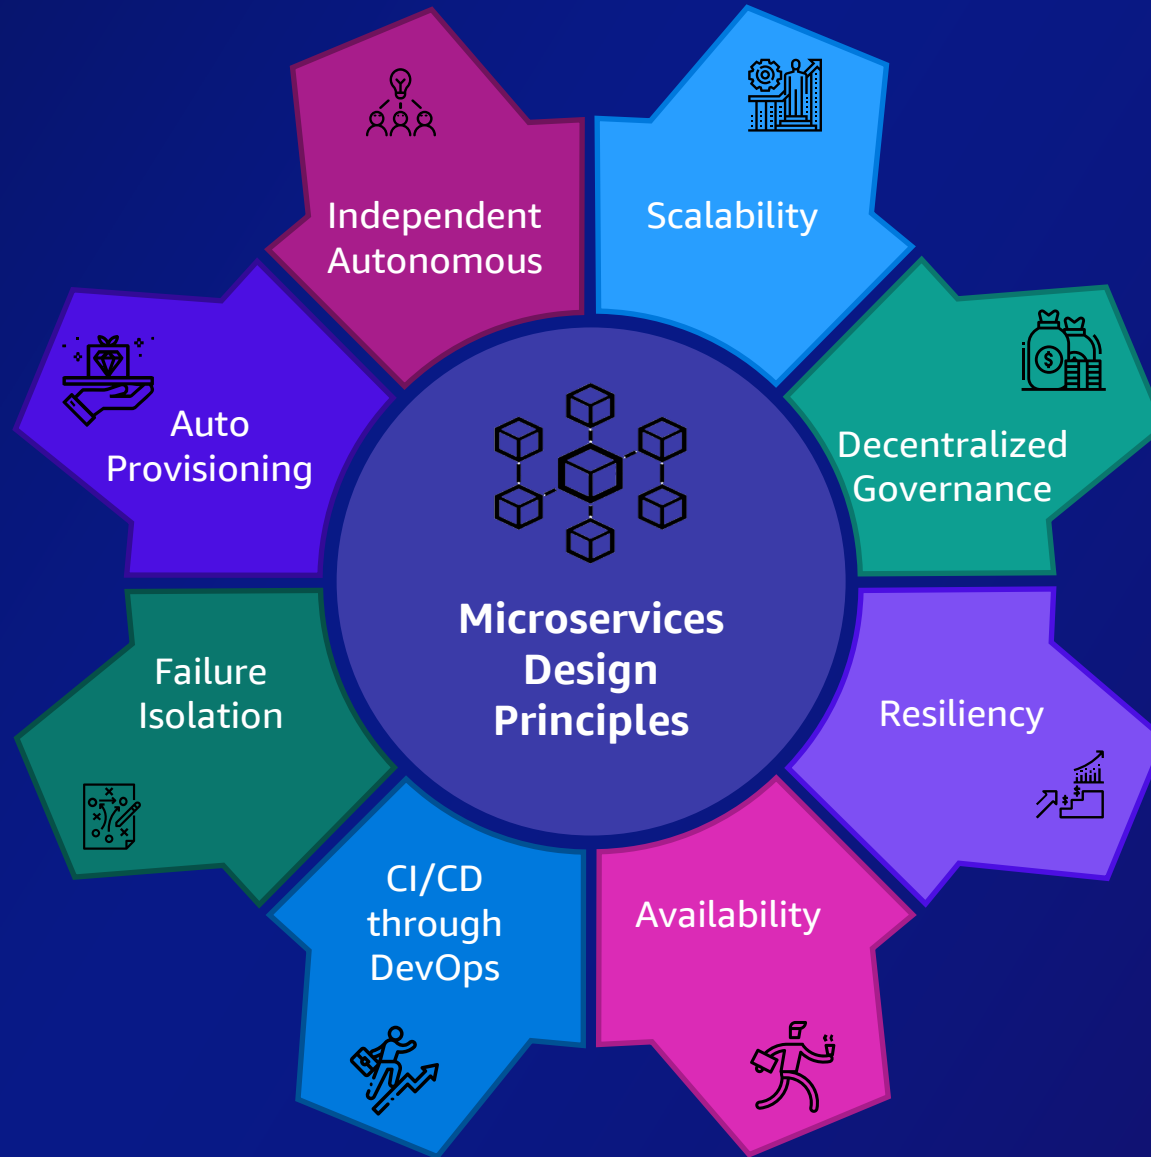 Independent
Autonomous
Scalability
Decentralized
Governance
Resiliency
Availability
CI/CD
through
DevOps
Failure
Isolation
Auto
Provisioning
Microservices
Design
Principles